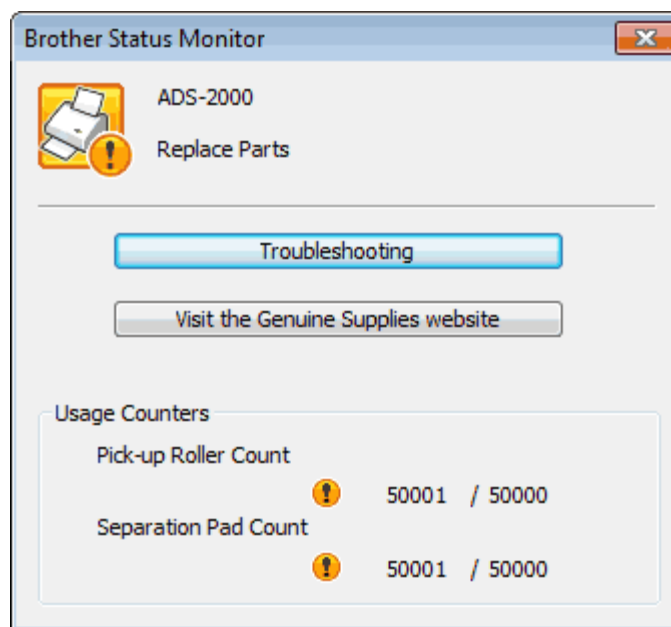 Brother Status Monitor
ADS-2000
Replace Parts
Troubleshooting
Visit the Genuine Supplies website
Usage Counters
Pick-up Roller Count
50001 / 50000
Separation Pad Count
50001 / 50000